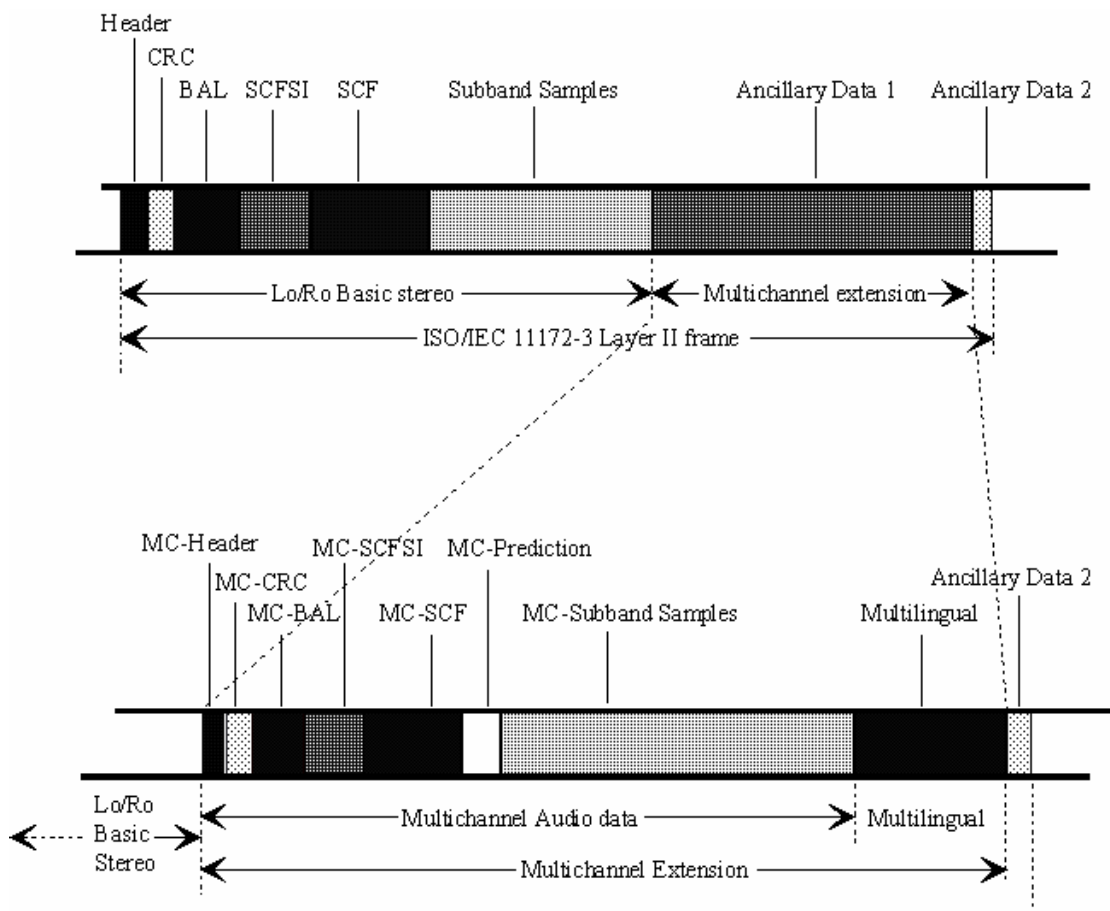 Header
CRC
BAL SCFSI SCF Subband Samples Ancillary Data 1 Ancillary Data 2
Lo/Ro Basic stereo Multichannel extension
ISO/IEC 11172-3 Layer II frame
MC-Header MC-SCFSI MC-Prediction
MC-CRC Ancillary Data 2
MC-BAL MC-SCF MC-Subband Samples Multilingual
Lo/Ro
Basic
Stereo
Multichannel Audio data Multilingual
Multichannel Extension